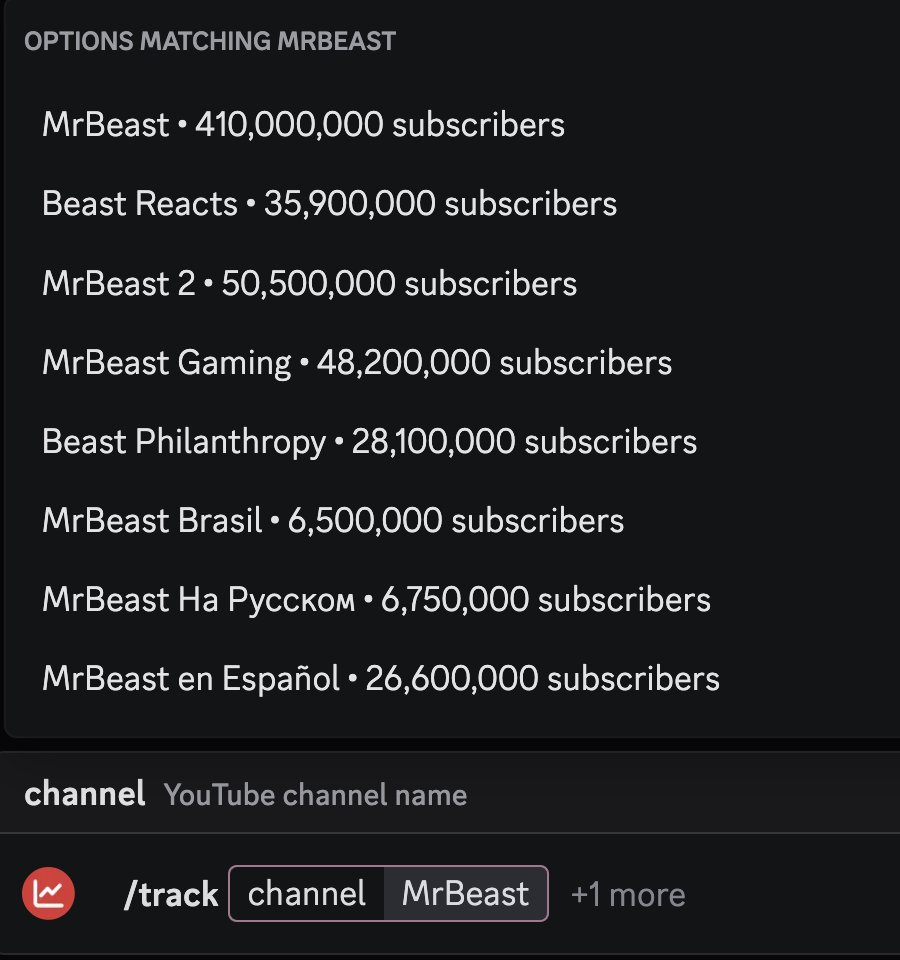 OPTIONS MATCHING MRBEAST
MrBeast • 410,000,000 subscribers
Beast Reacts • 35,900,000 subscribers
MrBeast 2 • 50,500,000 subscribers
MrBeast Gaming • 48,200,000 subscribers
Beast Philanthropy • 28,100,000 subscribers
MrBeast Brasil • 6,500,000 subscribers
MrBeast На Русском • 6,750,000 subscribers
MrBeast en Español • 26,600,000 subscribers
channel YouTube channel name
/track channel MrBeast +1 more